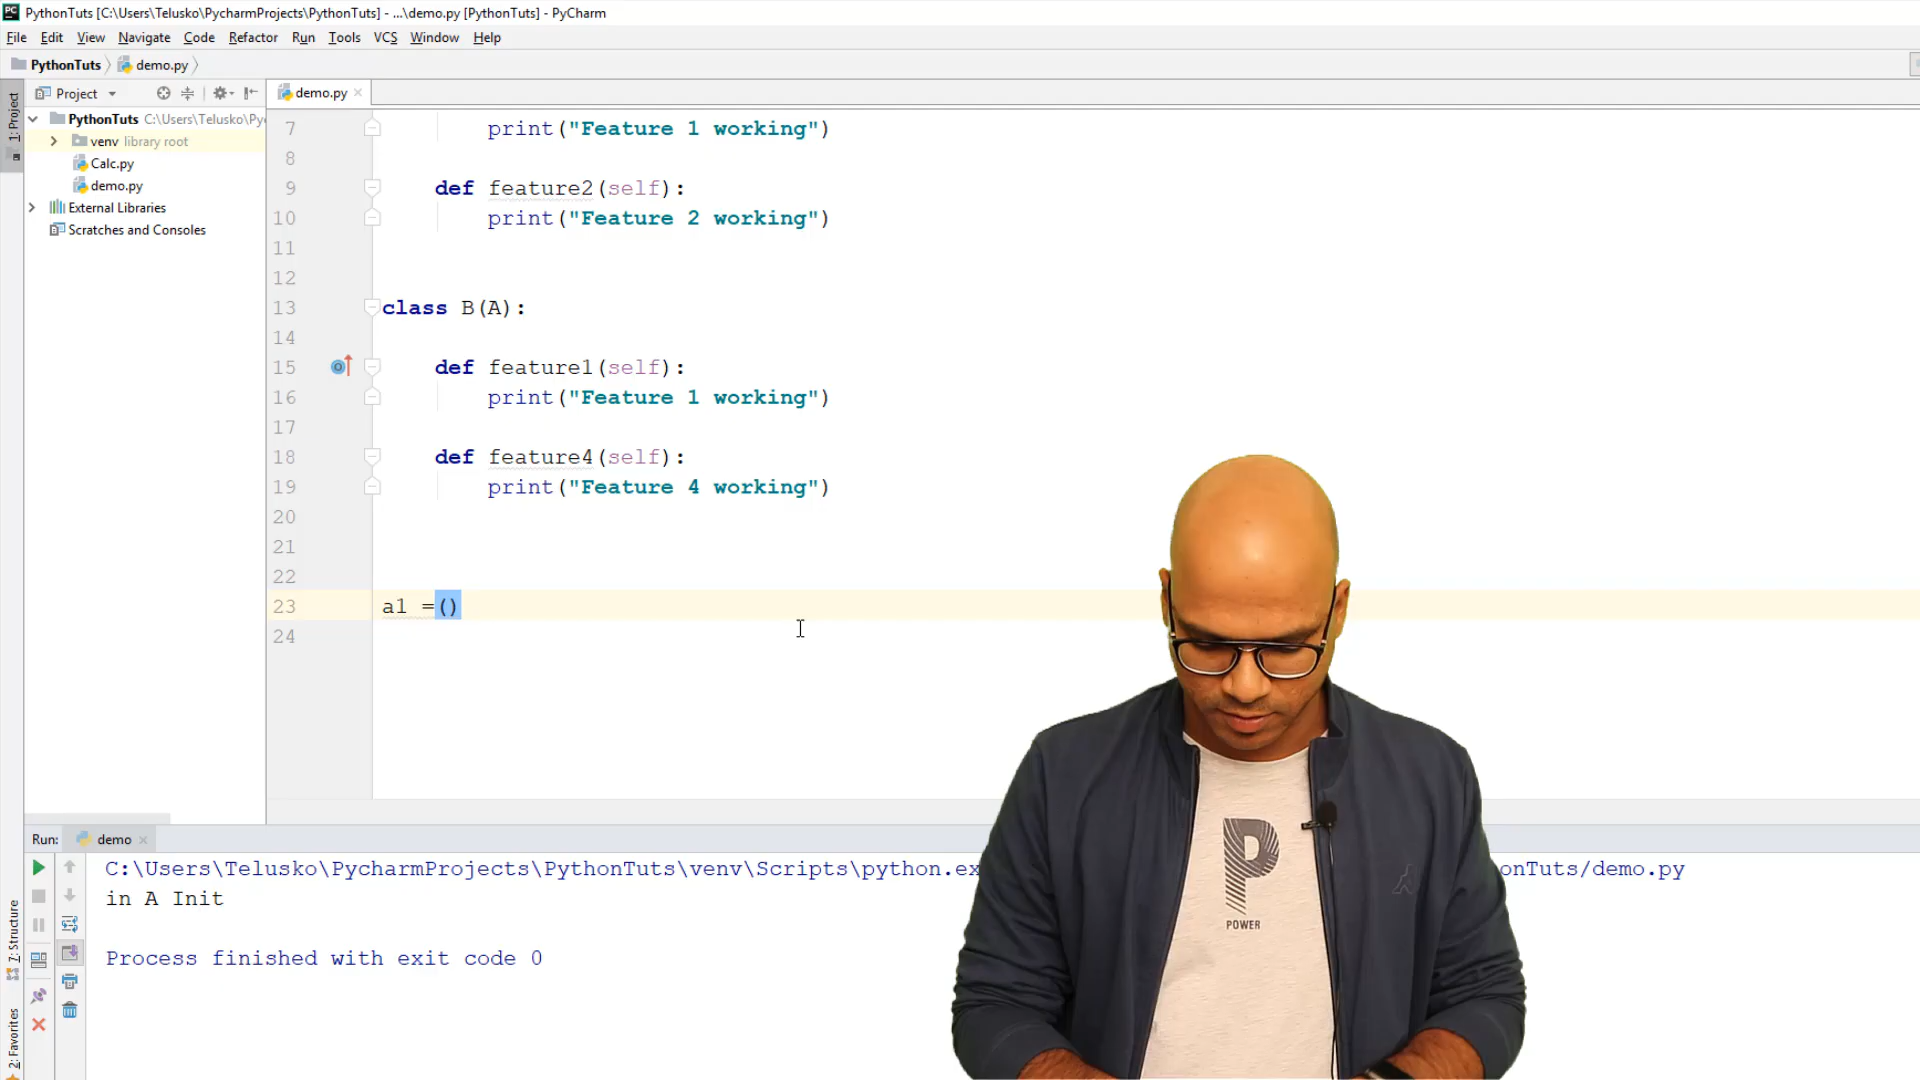 PythonTuts [C:\Users\Telusko\PycharmProjects\PythonTuts] - ...\demo.py [PythonTuts] - PyCharm
File Edit View Navigate Code Refactor Run Tools VCS Window Help
PythonTuts demo.py
1: Project
Project
demo.py
PythonTuts C:\Users\Telusko\Py
venv library root
Calc.py
demo.py
External Libraries
Scratches and Consoles
7 print("Feature 1 working")
8
9 def feature2(self):
10 print("Feature 2 working")
11
12
13 class B(A):
14
15 def feature1(self):
16 print("Feature 1 working")
17
18 def feature4(self):
19 print("Feature 4 working")
20
21
22
23 a1 =()
24
Run: demo
C:\Users\Telusko\PycharmProjects\PythonTuts\venv\Scripts\python.ex onTuts/demo.py
in A Init
Process finished with exit code 0
7: Structure
2: Favorites
P
POWER